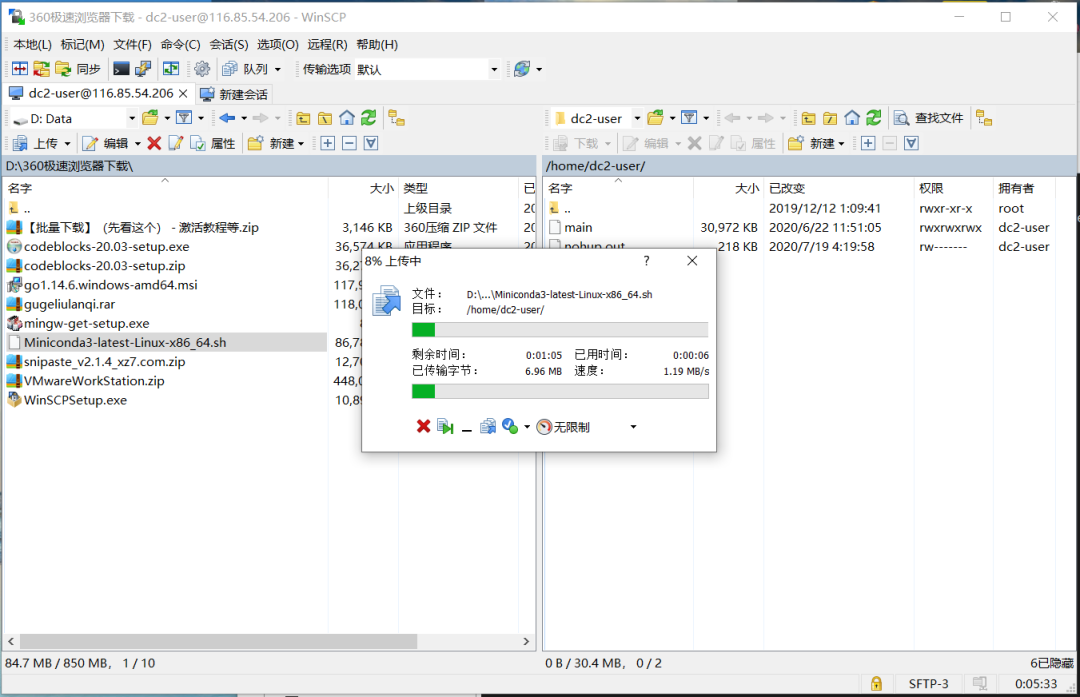 360极速浏览器下载 - dc2-user@116.85.54.206 - WinSCP
本地(L) 标记(M) 文件(F) 命令(C) 会话(S) 选项(O) 远程(R) 帮助(H)
同步 队列 传输选项 默认
dc2-user@116.85.54.206 × 新建会话
D: Data
dc2-user 查找文件
上传 编辑 属性 新建
下载 编辑 属性 新建
D:\360极速浏览器下载\
/home/dc2-user/
名字 大小 类型 已
名字 大小 已改变 权限 拥有者
.. 上级目录 20
.. 2019/12/12 1:09:41 rwxr-xr-x root
【批量下载】(先看这个) - 激活教程等.zip 3,146 KB 360压缩 ZIP 文件 20
main 30,972 KB 2020/6/22 11:51:05 rwxrwxrwx dc2-user
codeblocks-20.03-setup.exe 36,574 KB 应用程序 20
nohup.out 218 KB 2020/7/19 4:19:58 rw------- dc2-user
codeblocks-20.03-setup.zip 36,2
go1.14.6.windows-amd64.msi 117,9
gugeliulanqi.rar 118,0
mingw-get-setup.exe
Miniconda3-latest-Linux-x86_64.sh 86,78
snipaste_v2.1.4_xz7.com.zip 12,7
VMwareWorkStation.zip 448,0
WinSCPSetup.exe 10,89
8% 上传中 ?
文件: D:\...\Miniconda3-latest-Linux-x86_64.sh
目标: /home/dc2-user/
剩余时间: 0:01:05 已用时间: 0:00:06
已传输字节: 6.96 MB 速度: 1.19 MB/s
无限制
84.7 MB / 850 MB, 1 / 10
0 B / 30.4 MB, 0 / 2
6已隐藏
SFTP-3 0:05:33